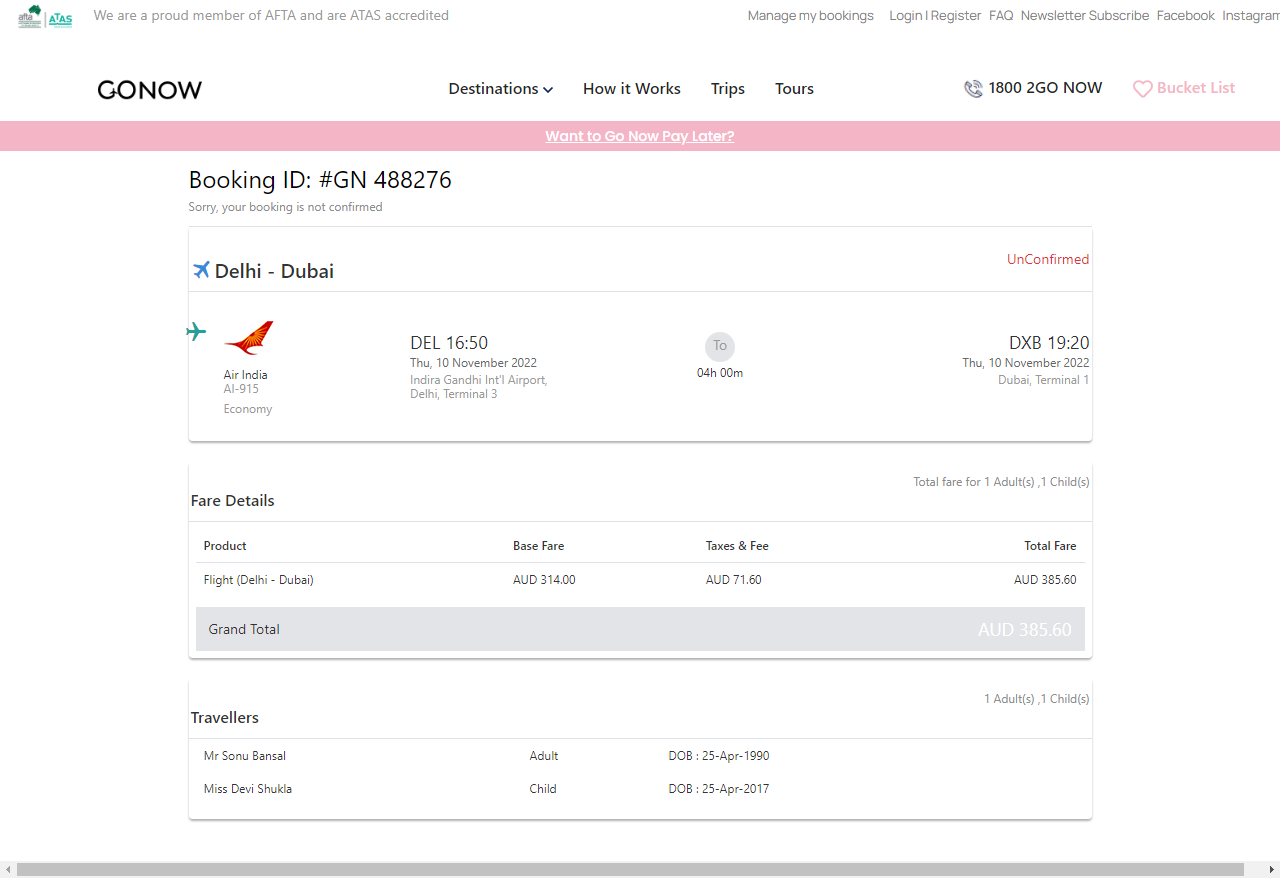 afta ATAS We are a proud member of AFTA and are ATAS accredited Manage my bookings Login | Register FAQ Newsletter Subscribe Facebook Instagram
GONOW Destinations How it Works Trips Tours 1800 2GO NOW Bucket List
Want to Go Now Pay Later?
Booking ID: #GN 488276
Sorry, your booking is not confirmed
Delhi - Dubai UnConfirmed
DEL 16:50 To DXB 19:20
Thu, 10 November 2022 04h 00m Thu, 10 November 2022
Air India Indira Gandhi Int'l Airport, Dubai, Terminal 1
AI-915 Delhi, Terminal 3
Economy
Total fare for 1 Adult(s) ,1 Child(s)
Fare Details
Product Base Fare Taxes & Fee Total Fare
Flight (Delhi - Dubai) AUD 314.00 AUD 71.60 AUD 385.60
Grand Total AUD 385.60
1 Adult(s) ,1 Child(s)
Travellers
Mr Sonu Bansal Adult DOB : 25-Apr-1990
Miss Devi Shukla Child DOB : 25-Apr-2017